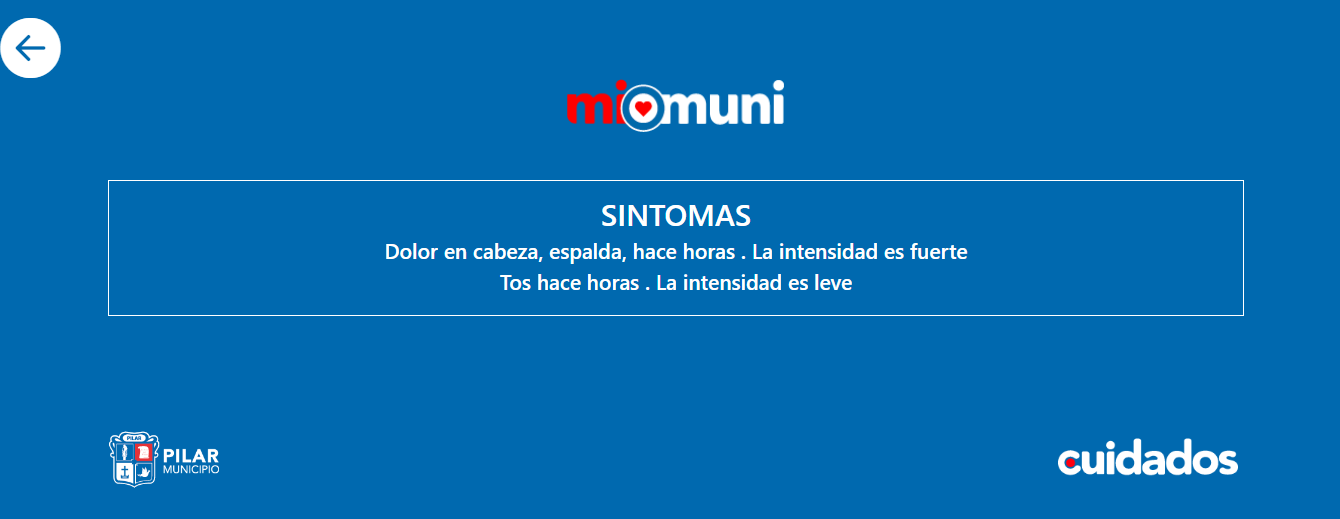 miomuni
SINTOMAS
Dolor en cabeza, espalda, hace horas . La intensidad es fuerte
Tos hace horas . La intensidad es leve
PILAR
PILAR
MUNICIPIO
cuidados